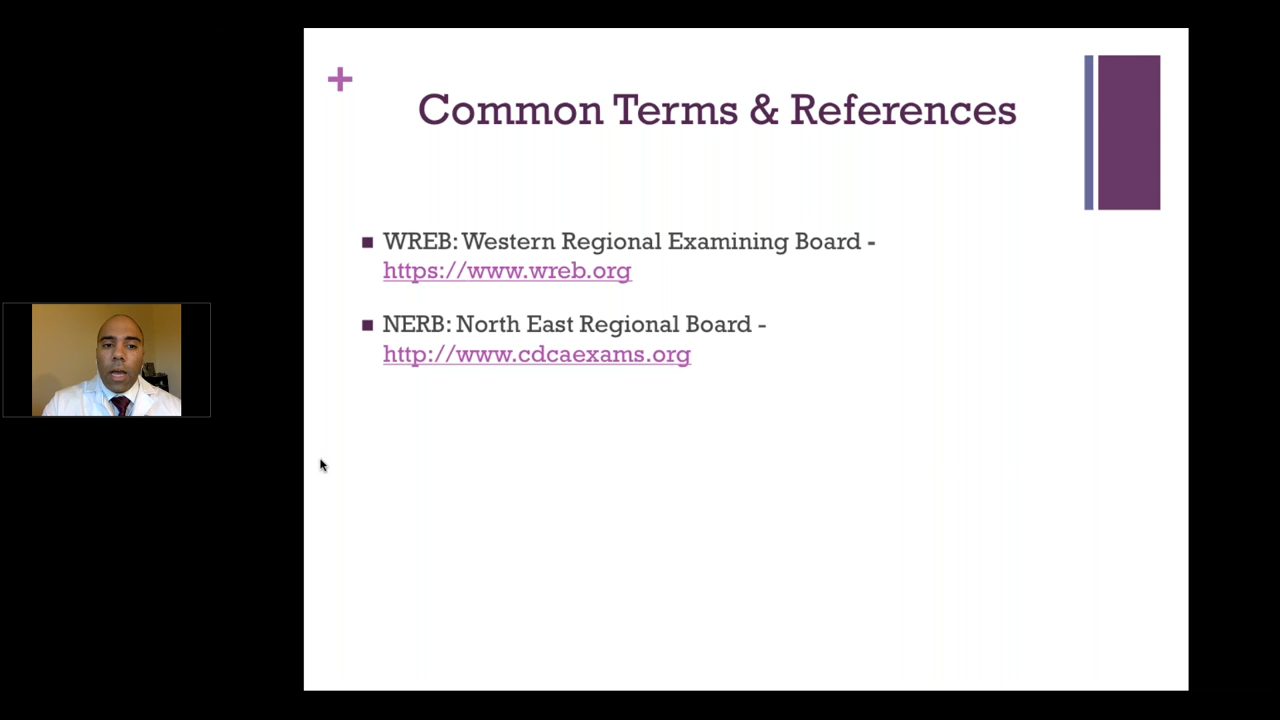 +
Common Terms & References
WREB: Western Regional Examining Board -
https://www.wreb.org
NERB: North East Regional Board -
http://www.cdcaexams.org